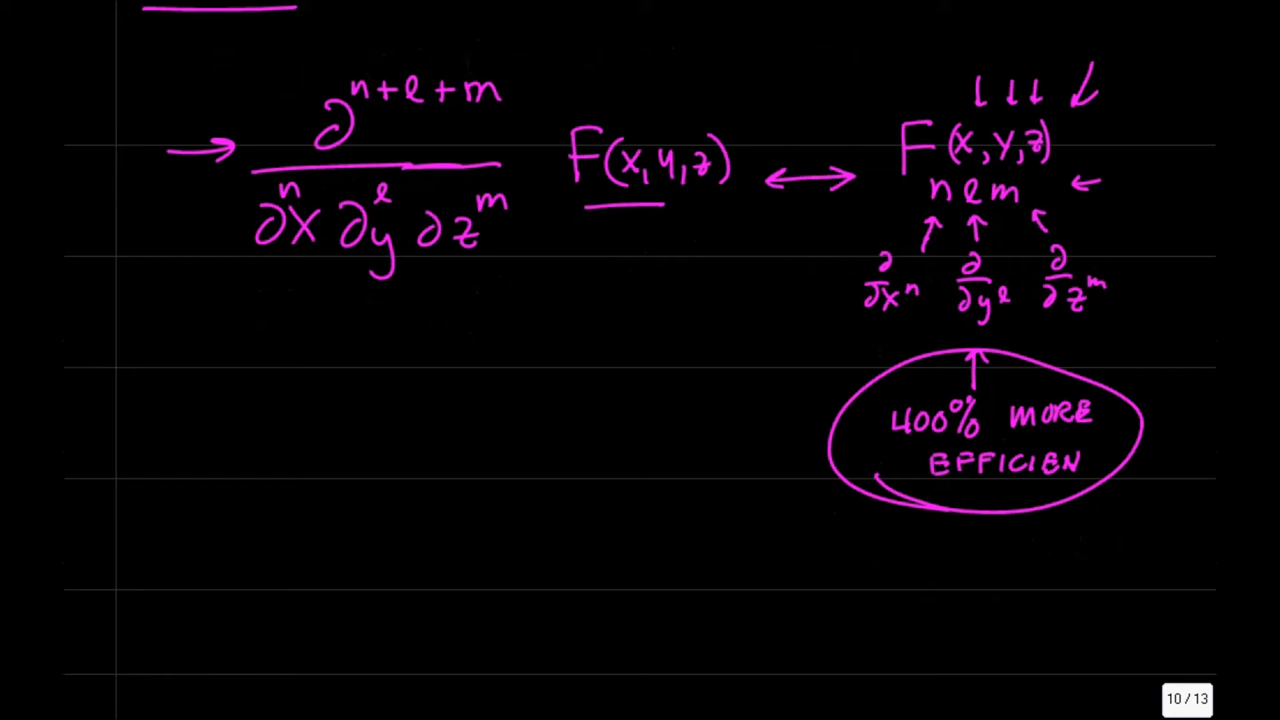 → ∂^{n+ℓ+m} / ∂^n x ∂y^ℓ ∂z^m F(x,y,z) ↔ F(x,y,z)
n ℓ m ←
∂/∂x^n ∂/∂y^ℓ ∂/∂z^m
400% MORE
EFFICIEN
10 / 13